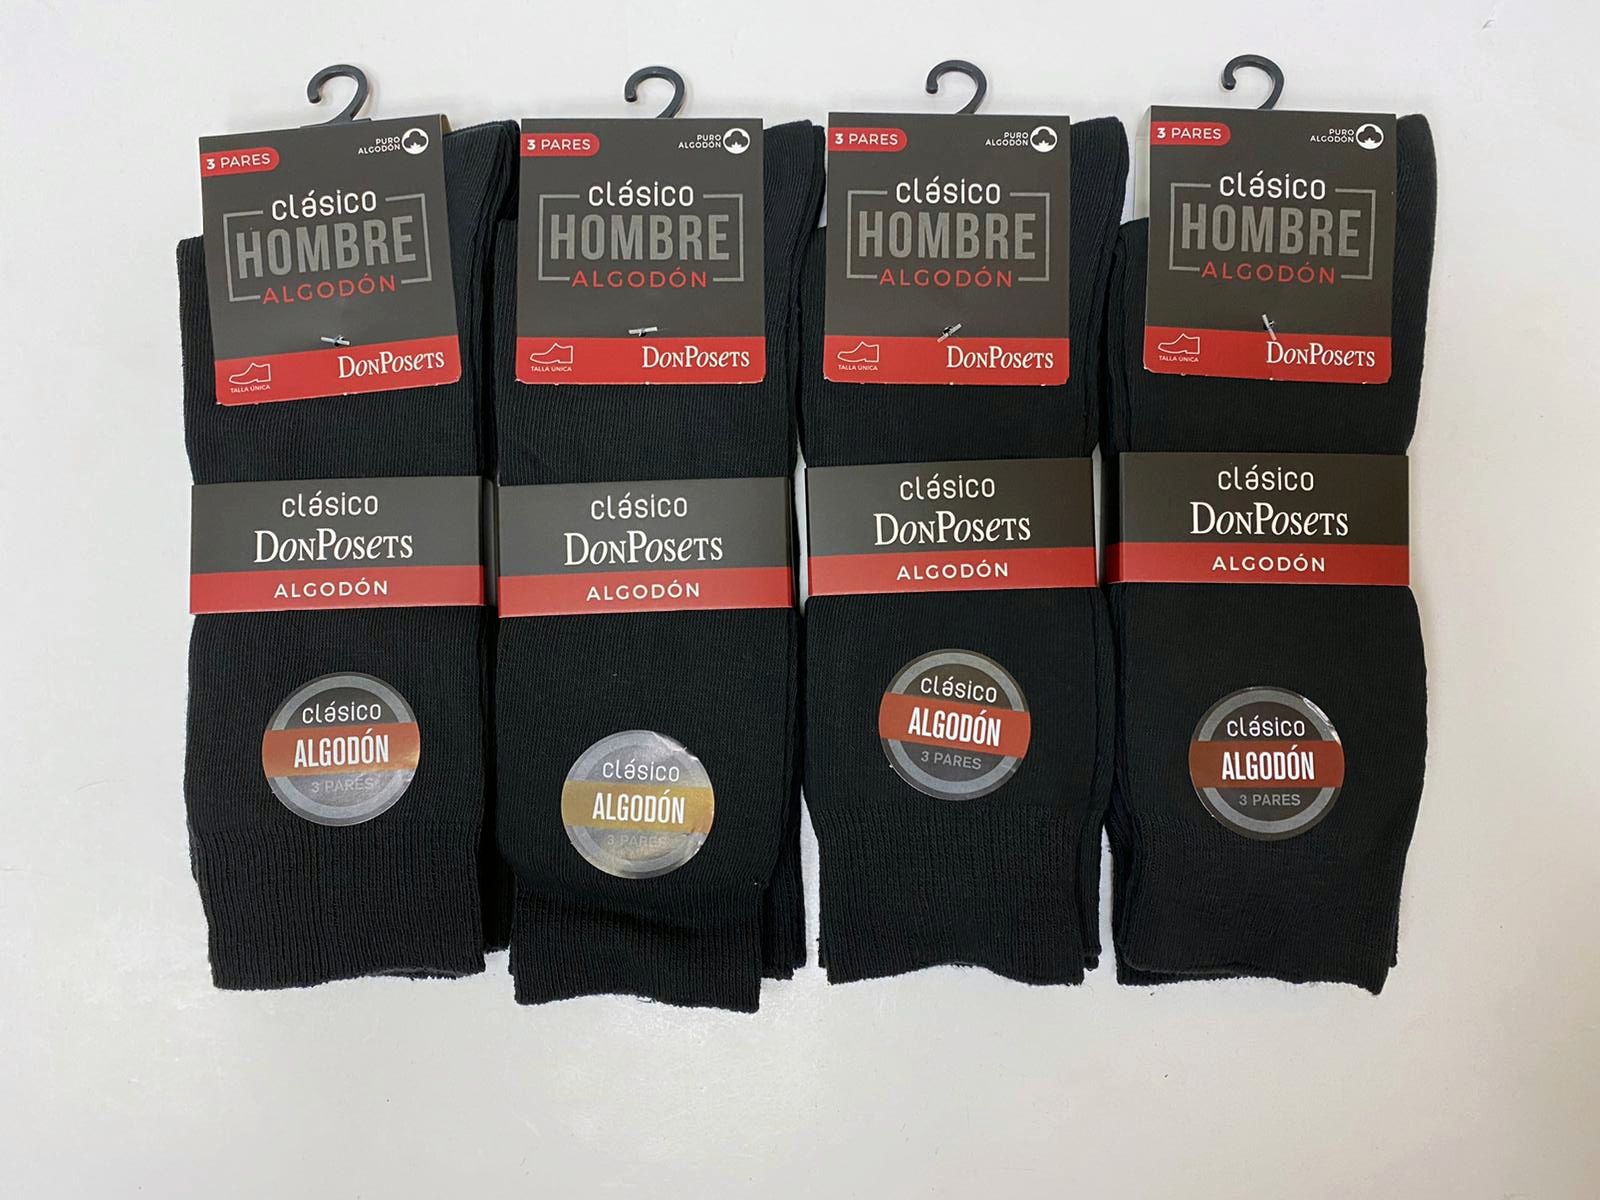 3 PARES
PURO
ALGODÓN
clásico
HOMBRE
ALGODÓN
TALLA ÚNICA
DonPosets
clásico
DonPosets
ALGODÓN
clásico
ALGODÓN
3 PARES
3 PARES
PURO
ALGODÓN
clásico
HOMBRE
ALGODÓN
TALLA ÚNICA
DonPosets
clásico
DonPosets
ALGODÓN
clásico
ALGODÓN
3 PARES
3 PARES
PURO
ALGODÓN
clásico
HOMBRE
ALGODÓN
TALLA ÚNICA
DonPosets
clásico
DonPosets
ALGODÓN
clásico
ALGODÓN
3 PARES
3 PARES
PURO
ALGODÓN
clásico
HOMBRE
ALGODÓN
TALLA ÚNICA
DonPosets
clásico
DonPosets
ALGODÓN
clásico
ALGODÓN
3 PARES